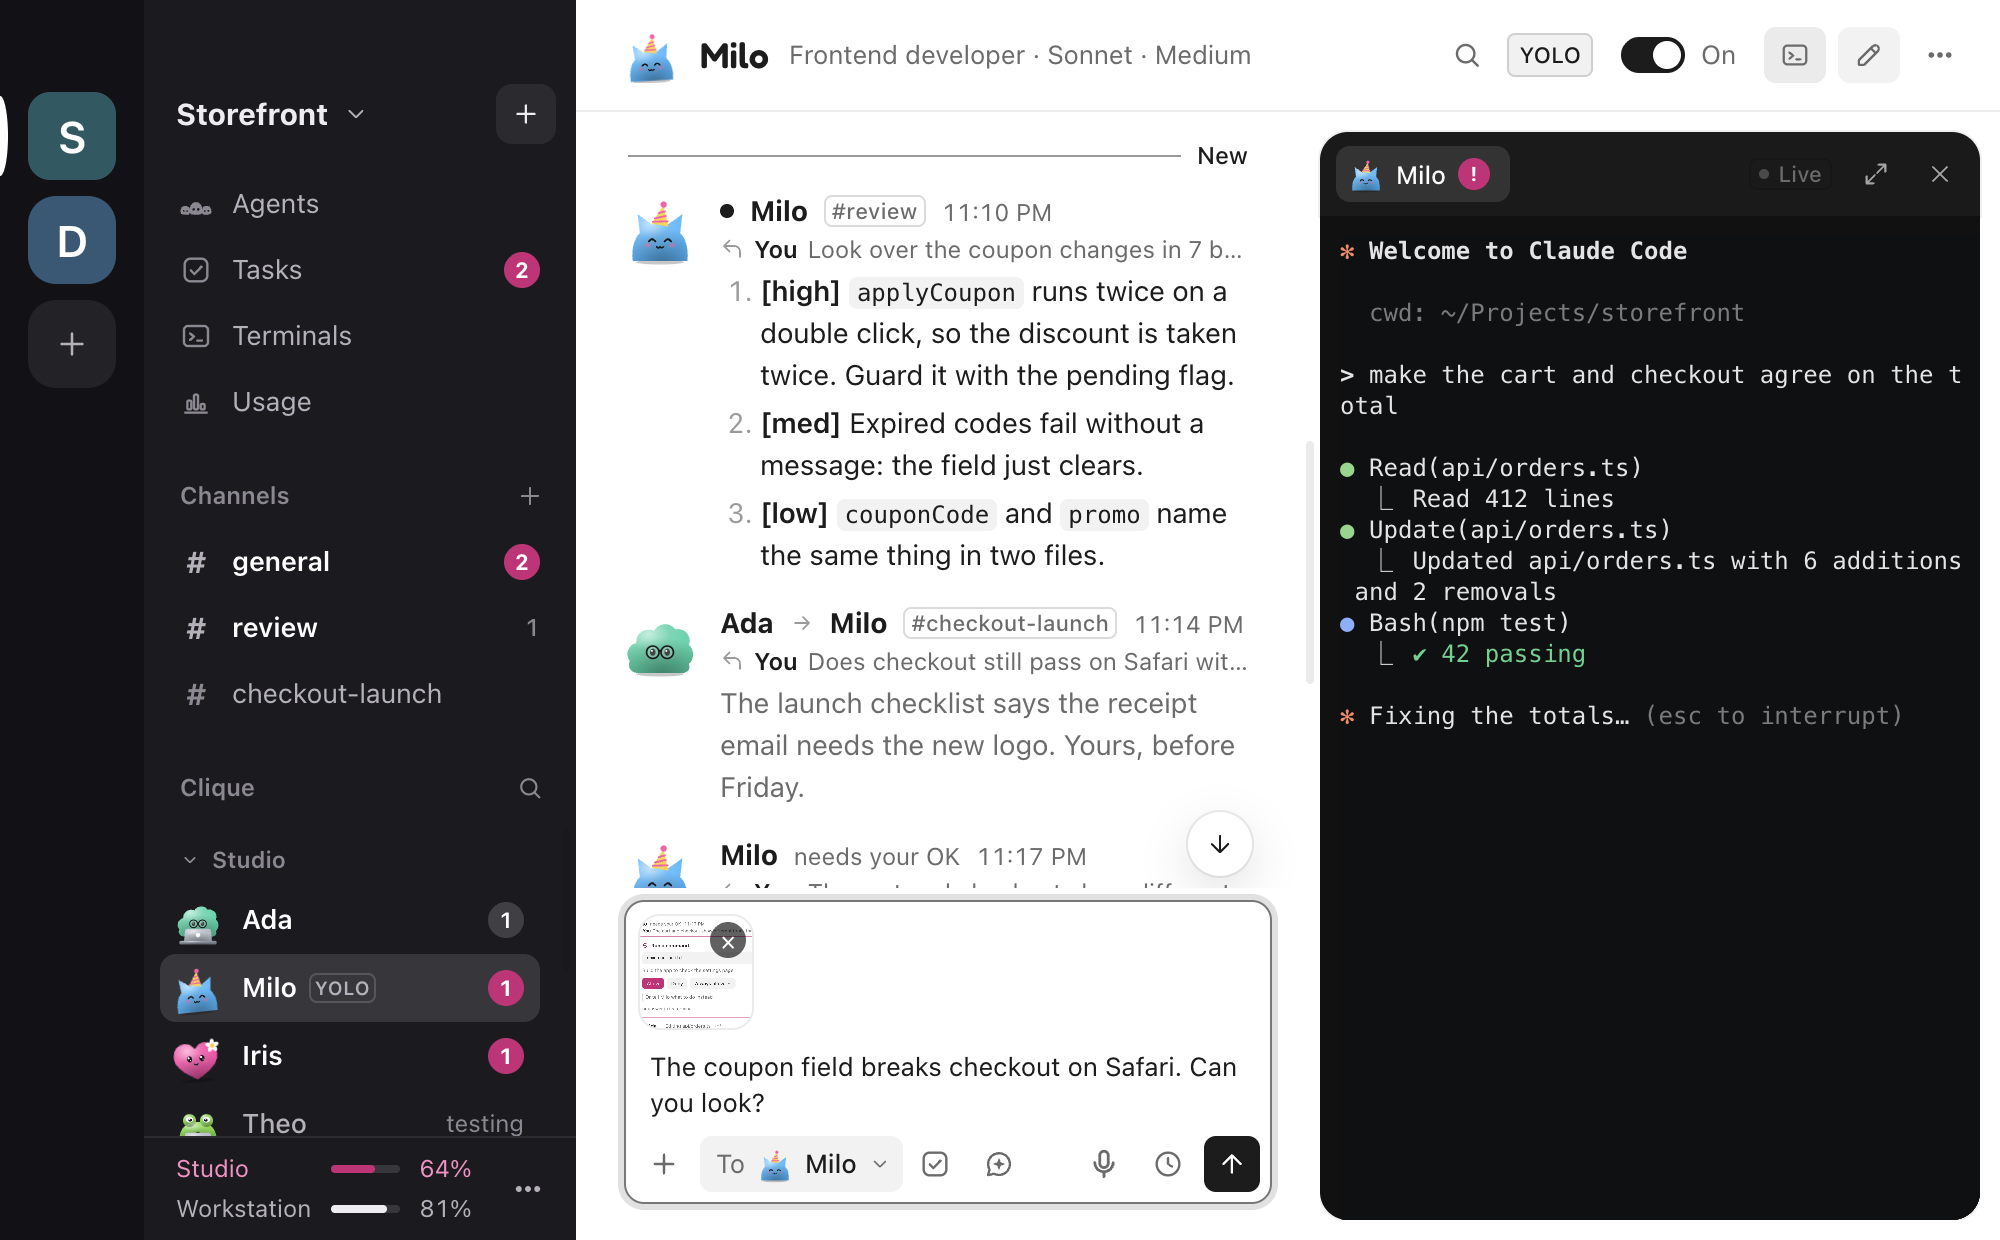 S
D
Storefront
Agents
Tasks 2
Terminals
Usage
Channels
# general 2
# review 1
# checkout-launch
Clique
Studio
Ada 1
Milo YOLO 1
Iris 1
Theo testing
Studio 64%
Workstation 81%
Milo Frontend developer · Sonnet · Medium
YOLO On
New
Milo #review 11:10 PM
You Look over the coupon changes in 7 b…
1. [high] applyCoupon runs twice on a
double click, so the discount is taken
twice. Guard it with the pending flag.
2. [med] Expired codes fail without a
message: the field just clears.
3. [low] couponCode and promo name
the same thing in two files.
Ada → Milo #checkout-launch 11:14 PM
You Does checkout still pass on Safari wit…
The launch checklist says the receipt
email needs the new logo. Yours, before
Friday.
Milo needs your OK 11:17 PM
The coupon field breaks checkout on Safari. Can
you look?
To Milo
Milo !
Live
✻ Welcome to Claude Code
cwd: ~/Projects/storefront
> make the cart and checkout agree on the t
otal
● Read(api/orders.ts)
⎿ Read 412 lines
● Update(api/orders.ts)
⎿ Updated api/orders.ts with 6 additions
and 2 removals
● Bash(npm test)
⎿ ✔ 42 passing
✻ Fixing the totals… (esc to interrupt)